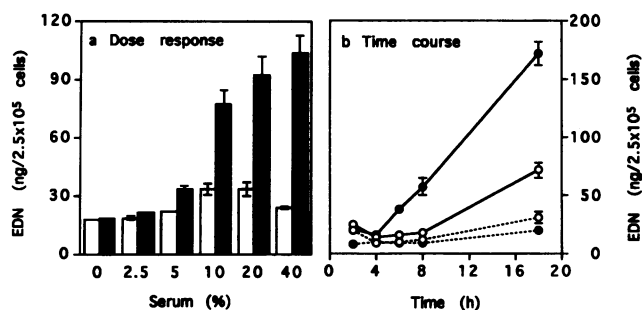 a Dose response
EDN (ng/2.5x10⁵ cells)
120
90
60
30
0
0 2.5 5 10 20 40
Serum (%)
b Time course
200
150
100
50
0
EDN (ng/2.5x10⁵ cells)
0 4 8 12 16 20
Time (h)